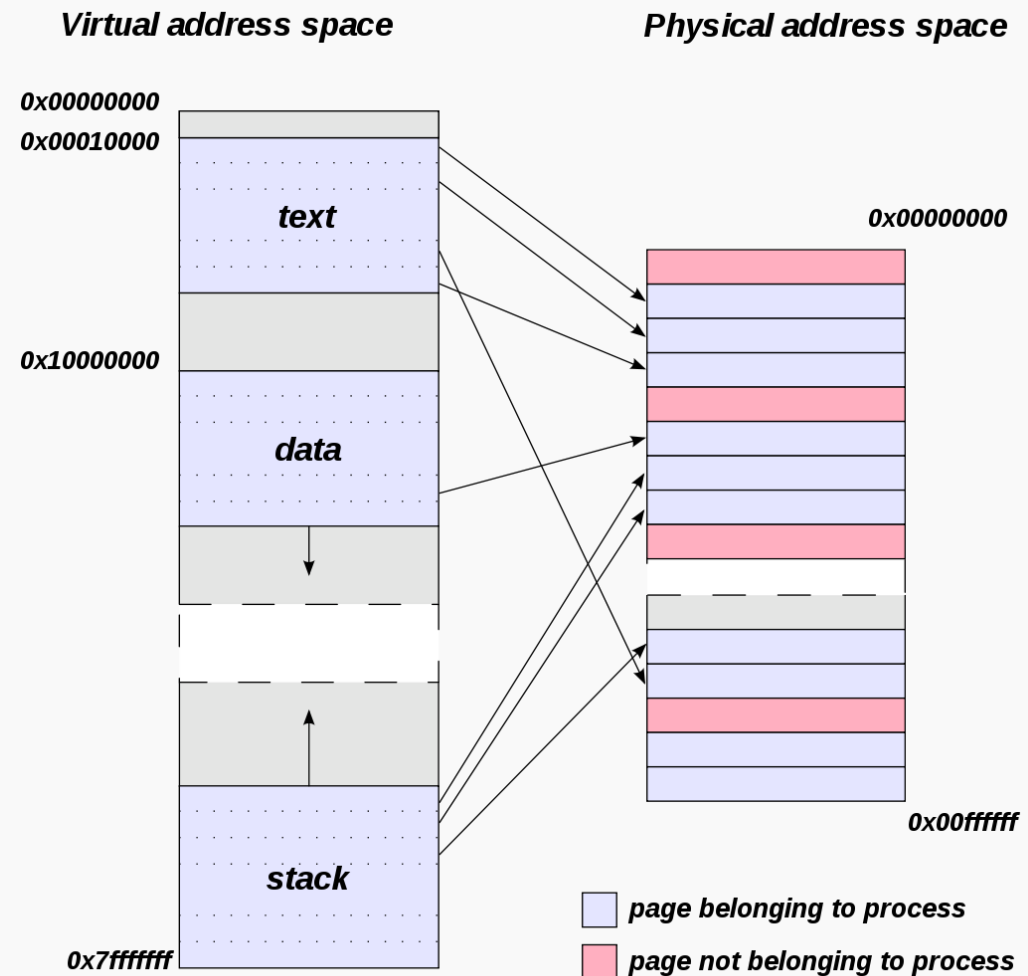 Virtual address space
Physical address space
0x00000000
0x00010000
text
0x00000000
0x10000000
data
stack
0x00ffffff
page belonging to process
0x7fffffff
page not belonging to process